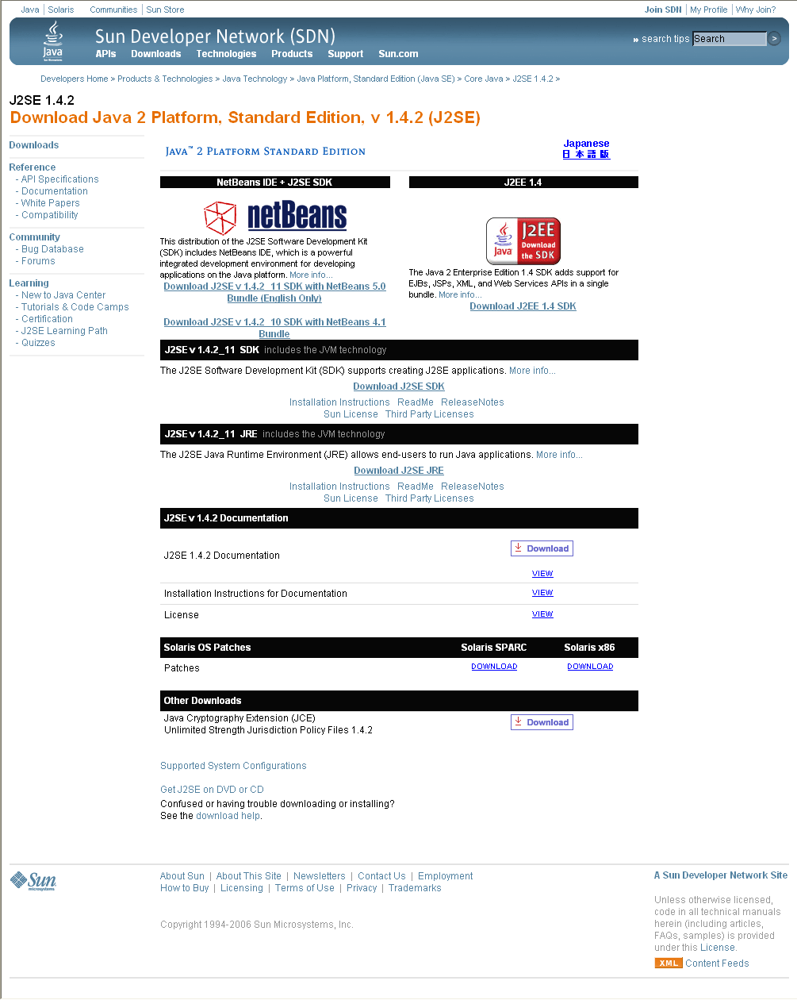 Java | Solaris Communities | Sun Store Join SDN | My Profile | Why Join?
Java
Sun Developer Network (SDN)
» search tips Search >
APIs Downloads Technologies Products Support Sun.com
Developers Home > Products & Technologies > Java Technology > Java Platform, Standard Edition (Java SE) > Core Java > J2SE 1.4.2 >
J2SE 1.4.2
Download Java 2 Platform, Standard Edition, v 1.4.2 (J2SE)
Downloads
Reference
- API Specifications
- Documentation
- White Papers
- Compatibility
Community
- Bug Database
- Forums
Learning
- New to Java Center
- Tutorials & Code Camps
- Certification
- J2SE Learning Path
- Quizzes
JAVA™ 2 PLATFORM STANDARD EDITION
Japanese
日本語版
NetBeans IDE + J2SE SDK
netBeans
This distribution of the J2SE Software Development Kit
(SDK) includes NetBeans IDE, which is a powerful
integrated development environment for developing
applications on the Java platform. More info...
Download J2SE v 1.4.2_11 SDK with NetBeans 5.0
Bundle (English Only)
Download J2SE v 1.4.2_10 SDK with NetBeans 4.1
Bundle
J2EE 1.4
Java
J2EE
Download
the SDK
The Java 2 Enterprise Edition 1.4 SDK adds support for
EJBs, JSPs, XML, and Web Services APIs in a single
bundle. More info...
Download J2EE 1.4 SDK
J2SE v 1.4.2_11 SDK includes the JVM technology
The J2SE Software Development Kit (SDK) supports creating J2SE applications. More info...
Download J2SE SDK
Installation Instructions ReadMe ReleaseNotes
Sun License Third Party Licenses
J2SE v 1.4.2_11 JRE includes the JVM technology
The J2SE Java Runtime Environment (JRE) allows end-users to run Java applications. More info...
Download J2SE JRE
Installation Instructions ReadMe ReleaseNotes
Sun License Third Party Licenses
J2SE v 1.4.2 Documentation
J2SE 1.4.2 Documentation
Download
VIEW
Installation Instructions for Documentation VIEW
License VIEW
Solaris OS Patches Solaris SPARC Solaris x86
Patches DOWNLOAD DOWNLOAD
Other Downloads
Java Cryptography Extension (JCE)
Unlimited Strength Jurisdiction Policy Files 1.4.2
Download
Supported System Configurations
Get J2SE on DVD or CD
Confused or having trouble downloading or installing?
See the download help.
Sun
microsystems
About Sun | About This Site | Newsletters | Contact Us | Employment
How to Buy | Licensing | Terms of Use | Privacy | Trademarks
Copyright 1994-2006 Sun Microsystems, Inc.
A Sun Developer Network Site
Unless otherwise licensed,
code in all technical manuals
herein (including articles,
FAQs, samples) is provided
under this License.
XML Content Feeds